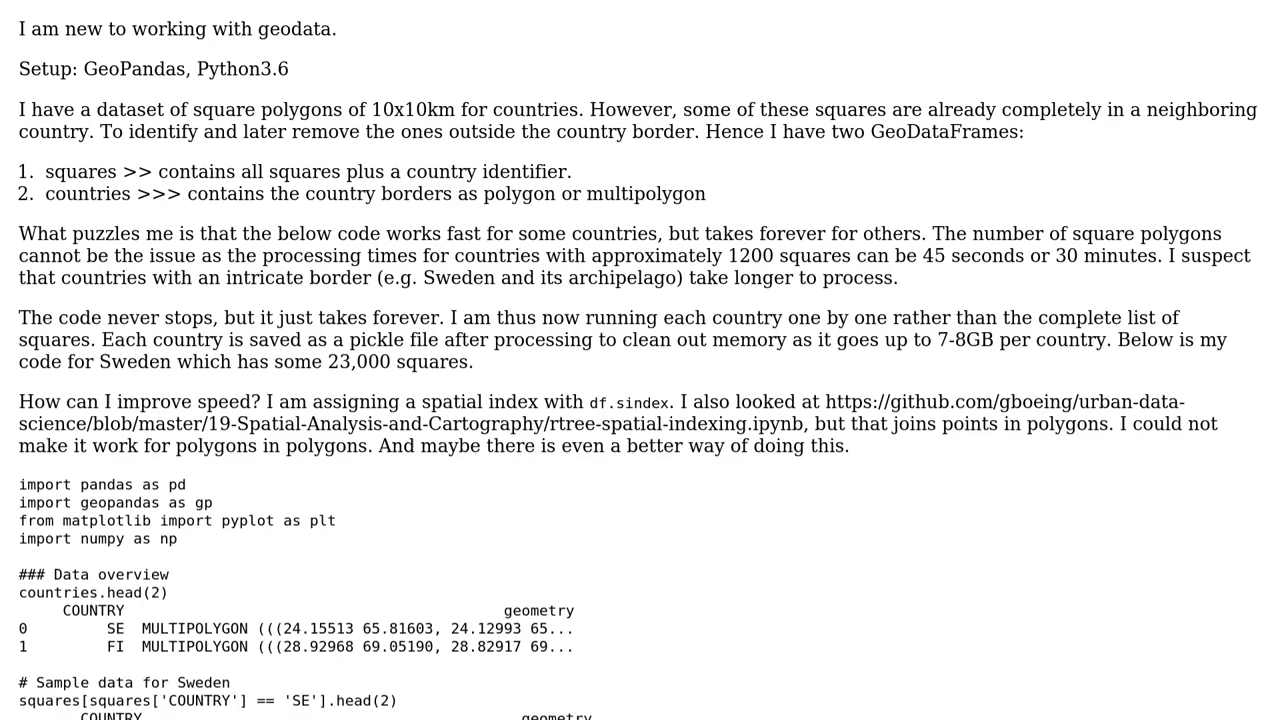 I am new to working with geodata.
Setup: GeoPandas, Python3.6
I have a dataset of square polygons of 10x10km for countries. However, some of these squares are already completely in a neighboring
country. To identify and later remove the ones outside the country border. Hence I have two GeoDataFrames:
1. squares >> contains all squares plus a country identifier.
2. countries >>> contains the country borders as polygon or multipolygon
What puzzles me is that the below code works fast for some countries, but takes forever for others. The number of square polygons
cannot be the issue as the processing times for countries with approximately 1200 squares can be 45 seconds or 30 minutes. I suspect
that countries with an intricate border (e.g. Sweden and its archipelago) take longer to process.
The code never stops, but it just takes forever. I am thus now running each country one by one rather than the complete list of
squares. Each country is saved as a pickle file after processing to clean out memory as it goes up to 7-8GB per country. Below is my
code for Sweden which has some 23,000 squares.
How can I improve speed? I am assigning a spatial index with df.sindex. I also looked at https://github.com/gboeing/urban-data-
science/blob/master/19-Spatial-Analysis-and-Cartography/rtree-spatial-indexing.ipynb, but that joins points in polygons. I could not
make it work for polygons in polygons. And maybe there is even a better way of doing this.
import pandas as pd
import geopandas as gp
from matplotlib import pyplot as plt
import numpy as np
### Data overview
countries.head(2)
COUNTRY geometry
0 SE MULTIPOLYGON (((24.15513 65.81603, 24.12993 65...
1 FI MULTIPOLYGON (((28.92968 69.05190, 28.82917 69...
# Sample data for Sweden
squares[squares['COUNTRY'] == 'SE'].head(2)
COUNTRY geometry